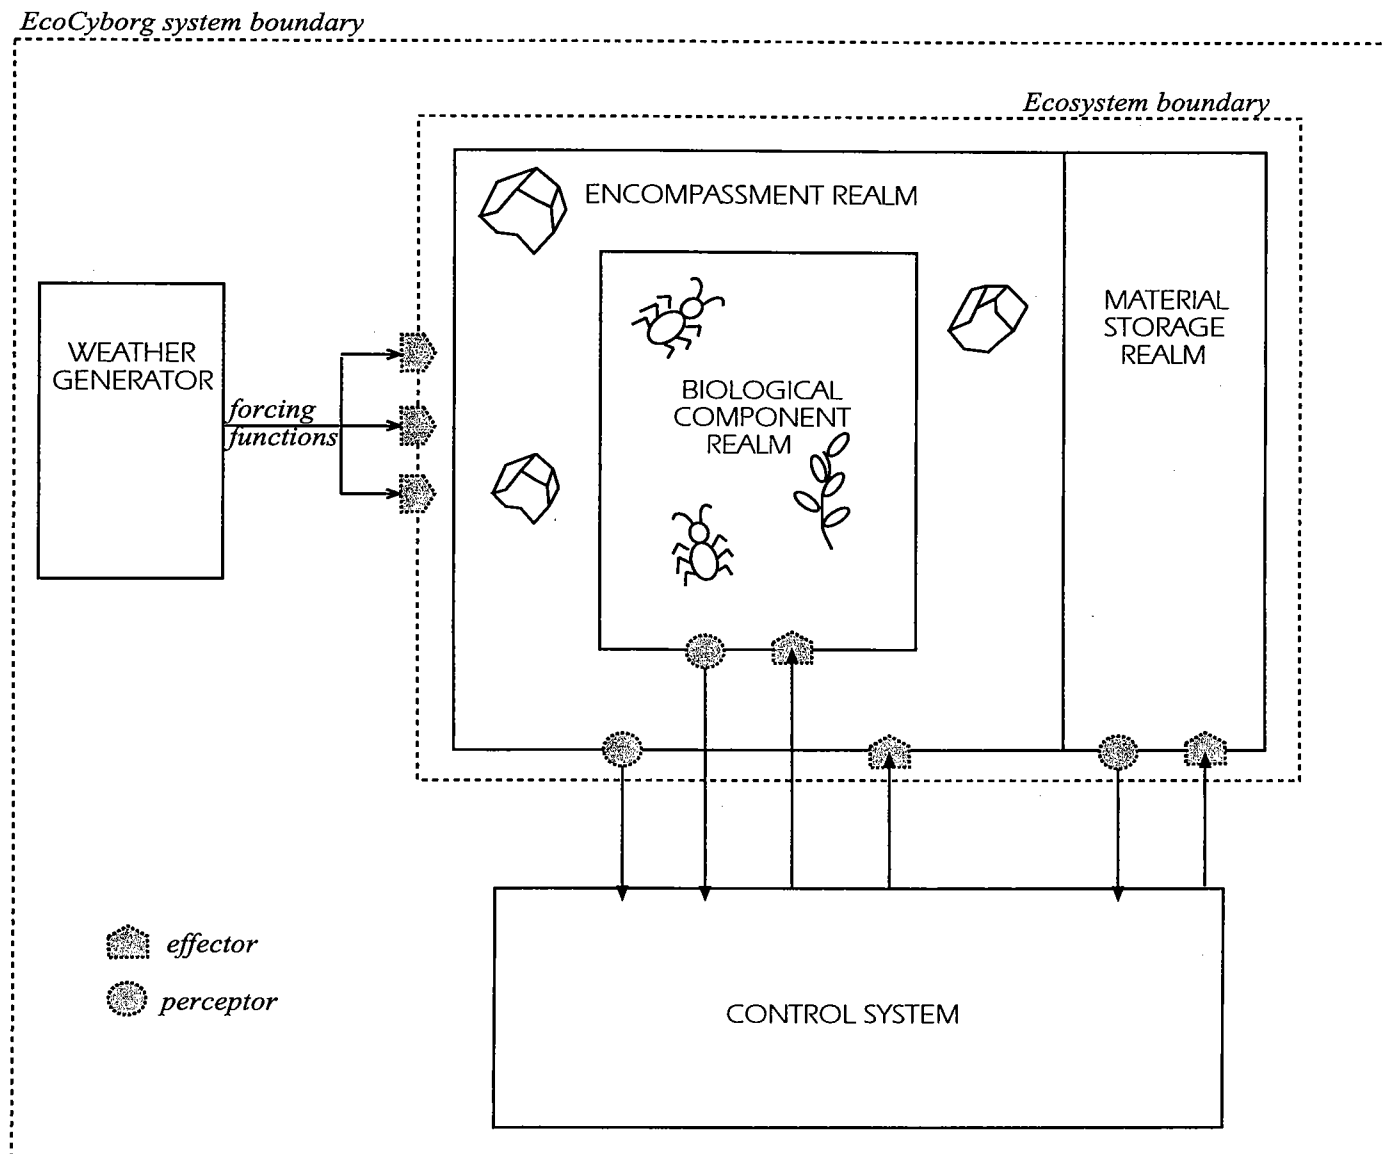 EcoCyborg system boundary
Ecosystem boundary
ENCOMPASSMENT REALM
MATERIAL
STORAGE
REALM
WEATHER
GENERATOR
forcing
functions
BIOLOGICAL
COMPONENT
REALM
effector
perceptor
CONTROL SYSTEM